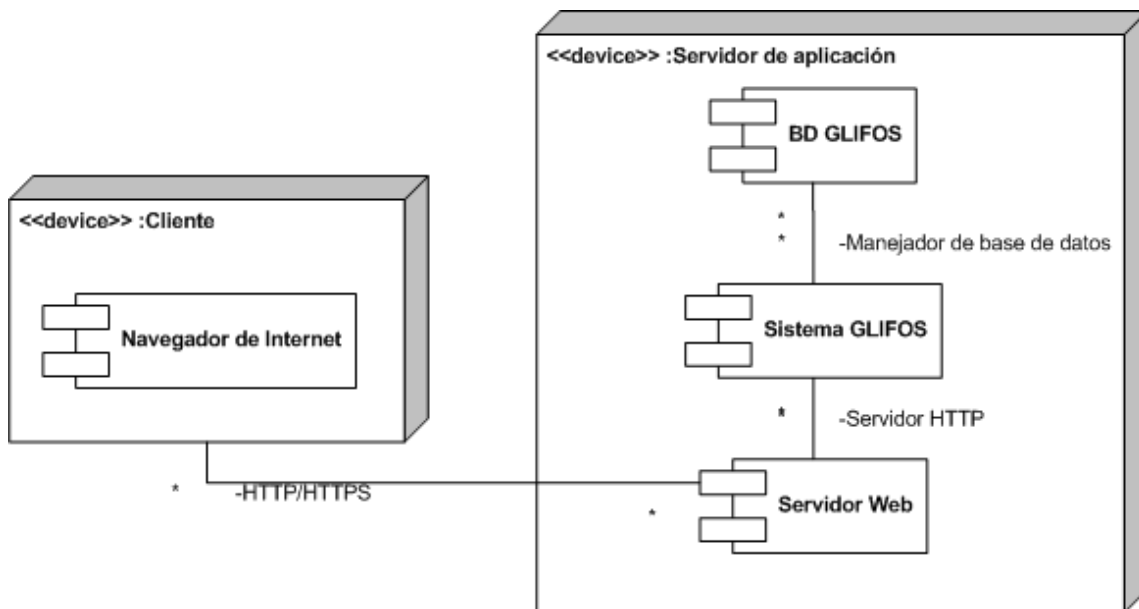 <<device>> :Servidor de aplicación
BD GLIFOS
*
*
-Manejador de base de datos
Sistema GLIFOS
*
-Servidor HTTP
Servidor Web
<<device>> :Cliente
Navegador de Internet
*
-HTTP/HTTPS
*